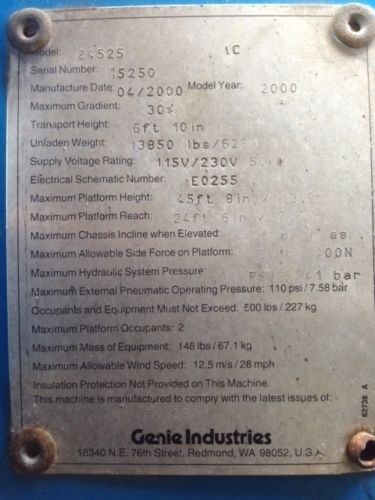 Model: 24525 IC
Serial Number: 15250
Manufacture Date: 04/2000 Model Year: 2000
Maximum Gradient: 30%
Transport Height: 6ft 10in
Unladen Weight: 13850 lbs/
Supply Voltage Rating: 115V/230V
Electrical Schematic Number: E0255
Maximum Platform Height: 45ft 8in/
Maximum Platform Reach: 24ft 6in/
Maximum Chassis Incline when Elevated:
Maximum Allowable Side Force on Platform:
Maximum Hydraulic System Pressure: bar
Maximum External Pneumatic Operating Pressure: 110 psi / 7.58 bar
Occupants and Equipment Must Not Exceed: 500 lbs / 227 kg
Maximum Platform Occupants: 2
Maximum Mass of Equipment: 148 lbs / 67.1 kg
Maximum Allowable Wind Speed: 12.5 m/s / 28 mph
Insulation Protection Not Provided on This Machine.
This machine is manufactured to comply with the latest issues of:
62738 A
Genie Industries
18340 N.E. 76th Street, Redmond, WA 98052, U.S.A.